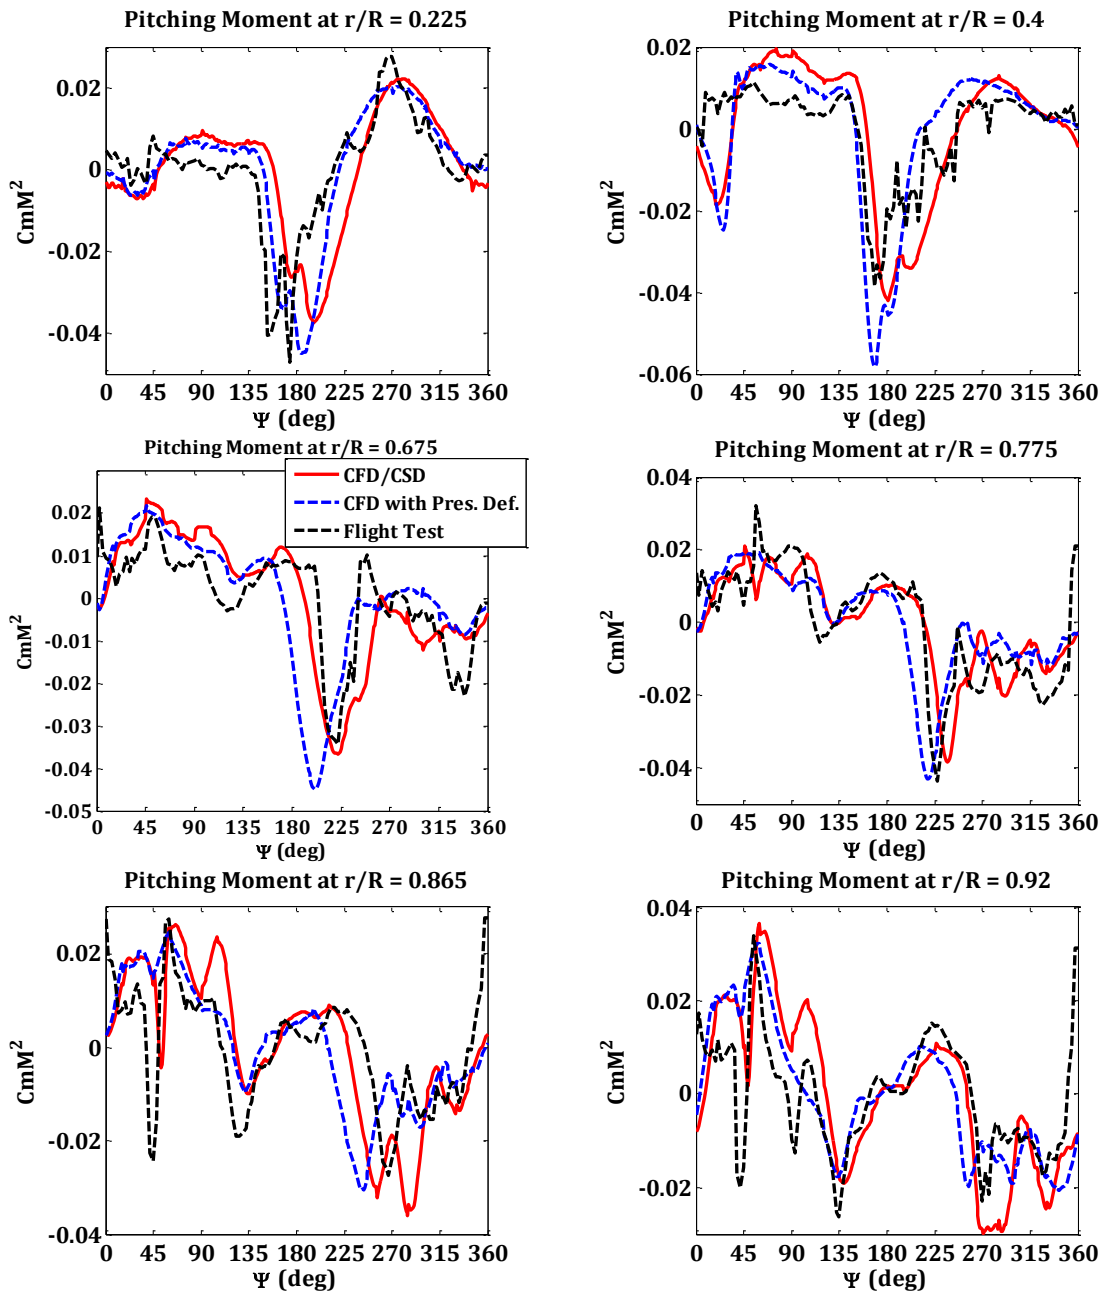 Pitching Moment at r/R = 0.225
0.02
0
-0.02
-0.04
CmM²
0 45 90 135 180 225 270 315 360
Ψ (deg)
Pitching Moment at r/R = 0.4
0.02
0
-0.02
-0.04
-0.06
CmM²
0 45 90 135 180 225 270 315 360
Ψ (deg)
Pitching Moment at r/R = 0.675
CFD/CSD
CFD with Pres. Def.
Flight Test
0.02
0.01
0
-0.01
-0.02
-0.03
-0.04
-0.05
CmM²
0 45 90 135 180 225 270 315 360
Ψ (deg)
Pitching Moment at r/R = 0.775
0.04
0.02
0
-0.02
-0.04
CmM²
0 45 90 135 180 225 270 315 360
Ψ (deg)
Pitching Moment at r/R = 0.865
0.02
0
-0.02
-0.04
CmM²
0 45 90 135 180 225 270 315 360
Ψ (deg)
Pitching Moment at r/R = 0.92
0.04
0.02
0
-0.02
CmM²
0 45 90 135 180 225 270 315 360
Ψ (deg)